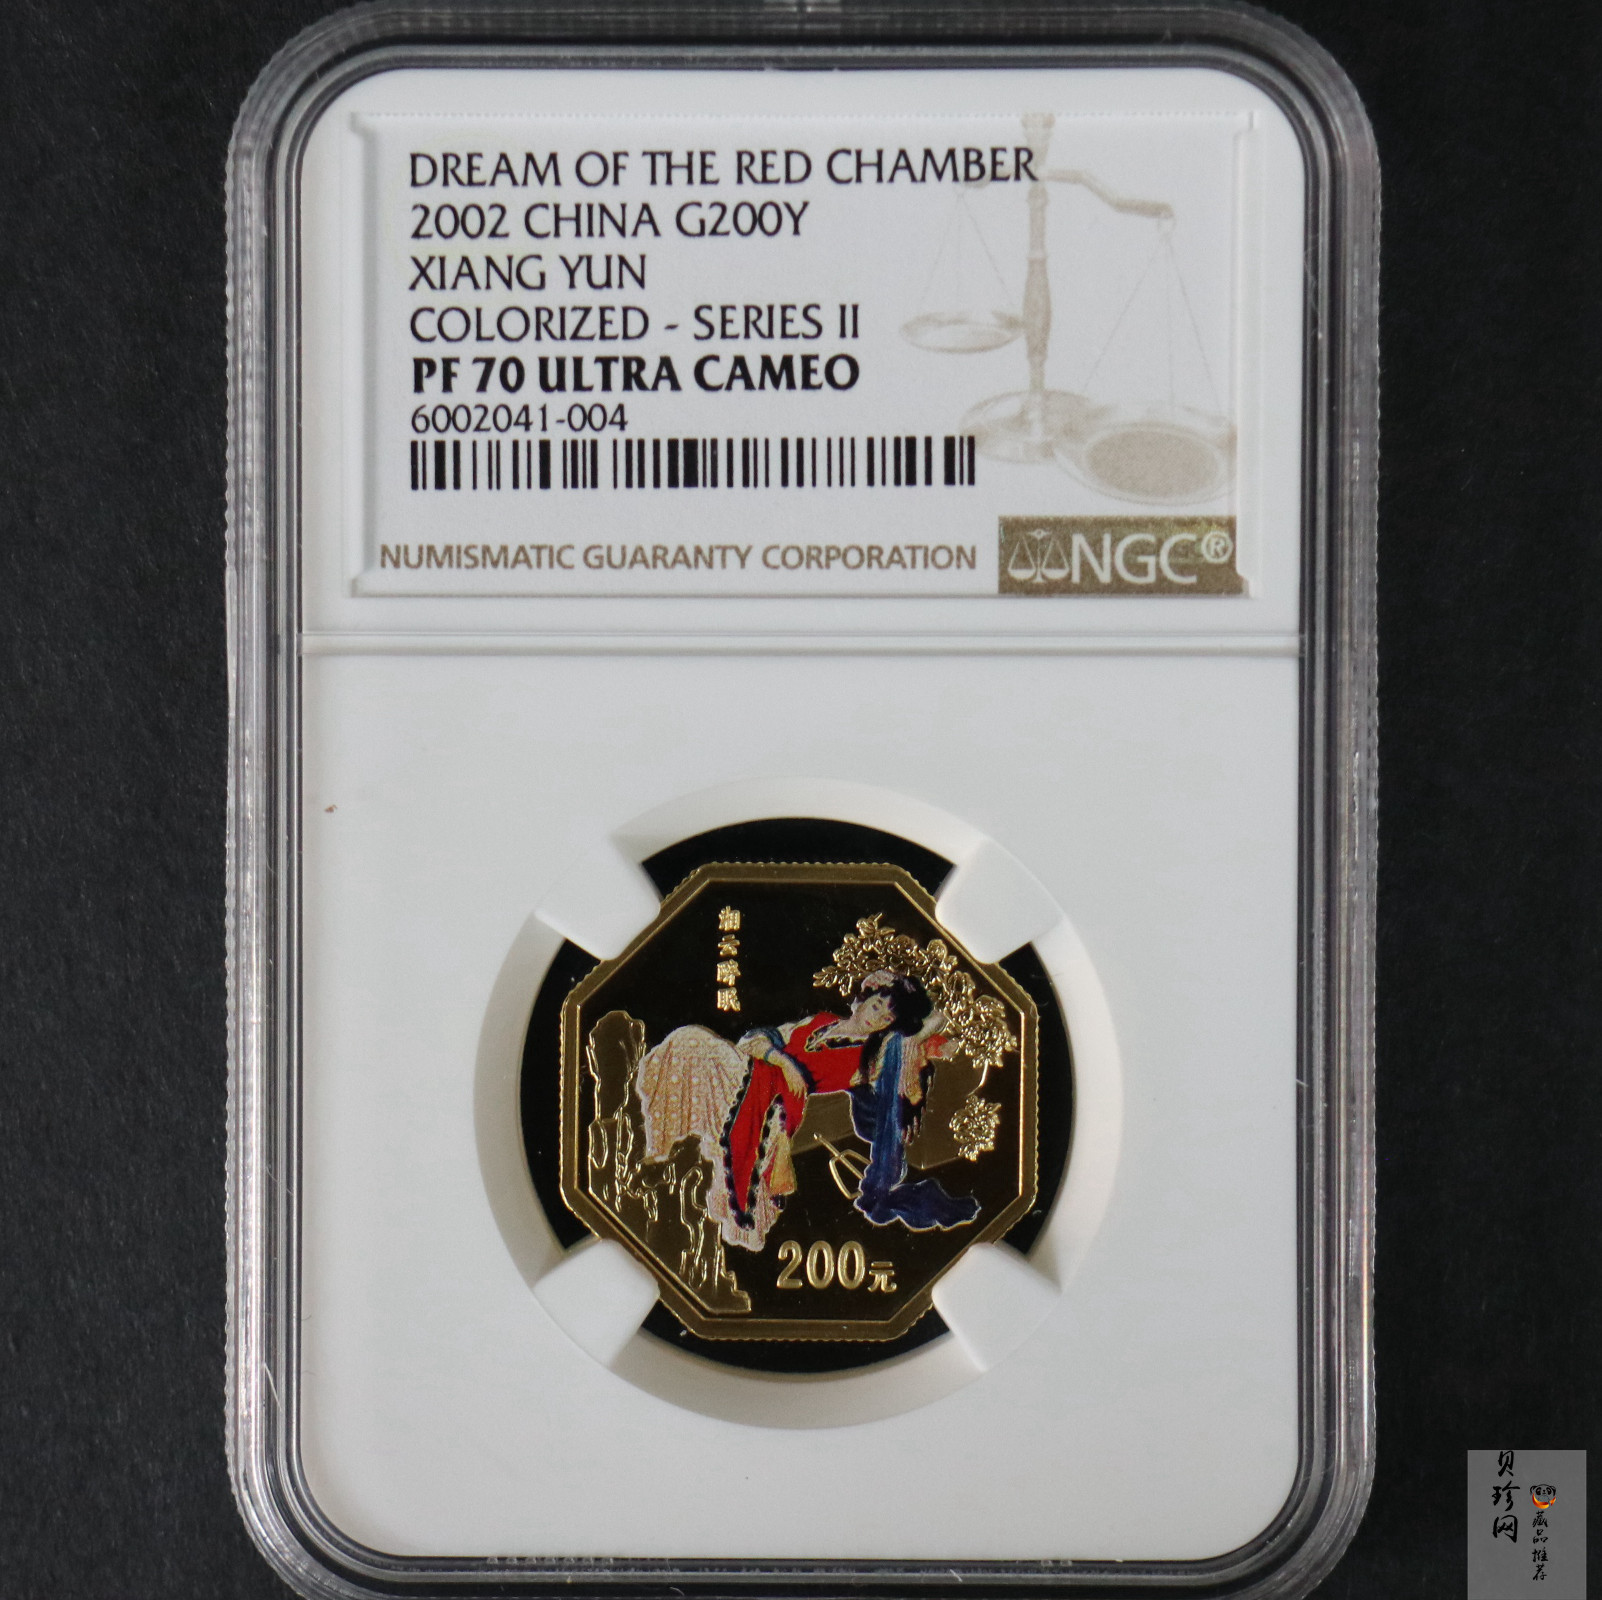 DREAM OF THE RED CHAMBER
2002 CHINA G200Y
XIANG YUN
COLORIZED - SERIES II
PF 70 ULTRA CAMEO
6002041-004
NUMISMATIC GUARANTY CORPORATION
NGC®
湘云醉眠
200元
贝珍网
藏品推荐